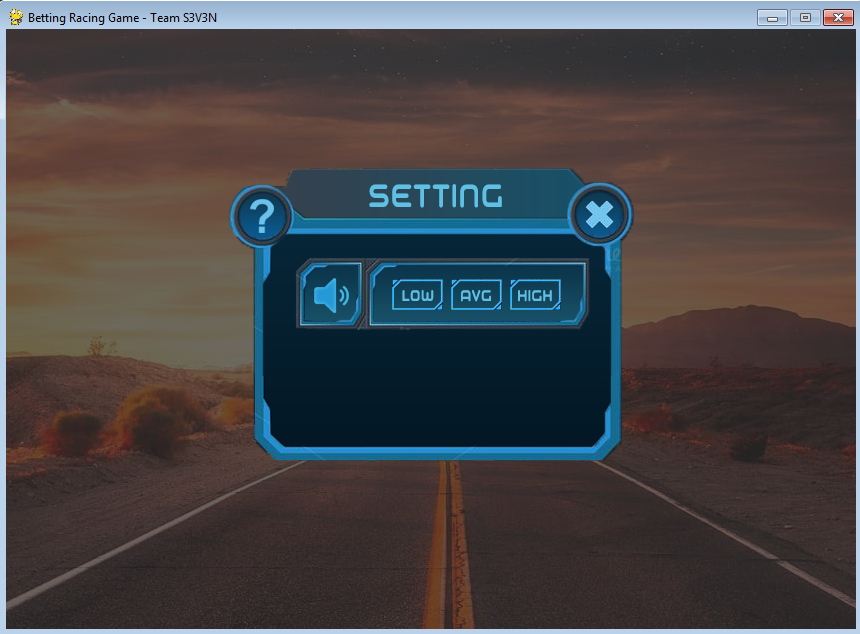 Betting Racing Game - Team S3V3N
SETTING
?
LOW AVG HIGH